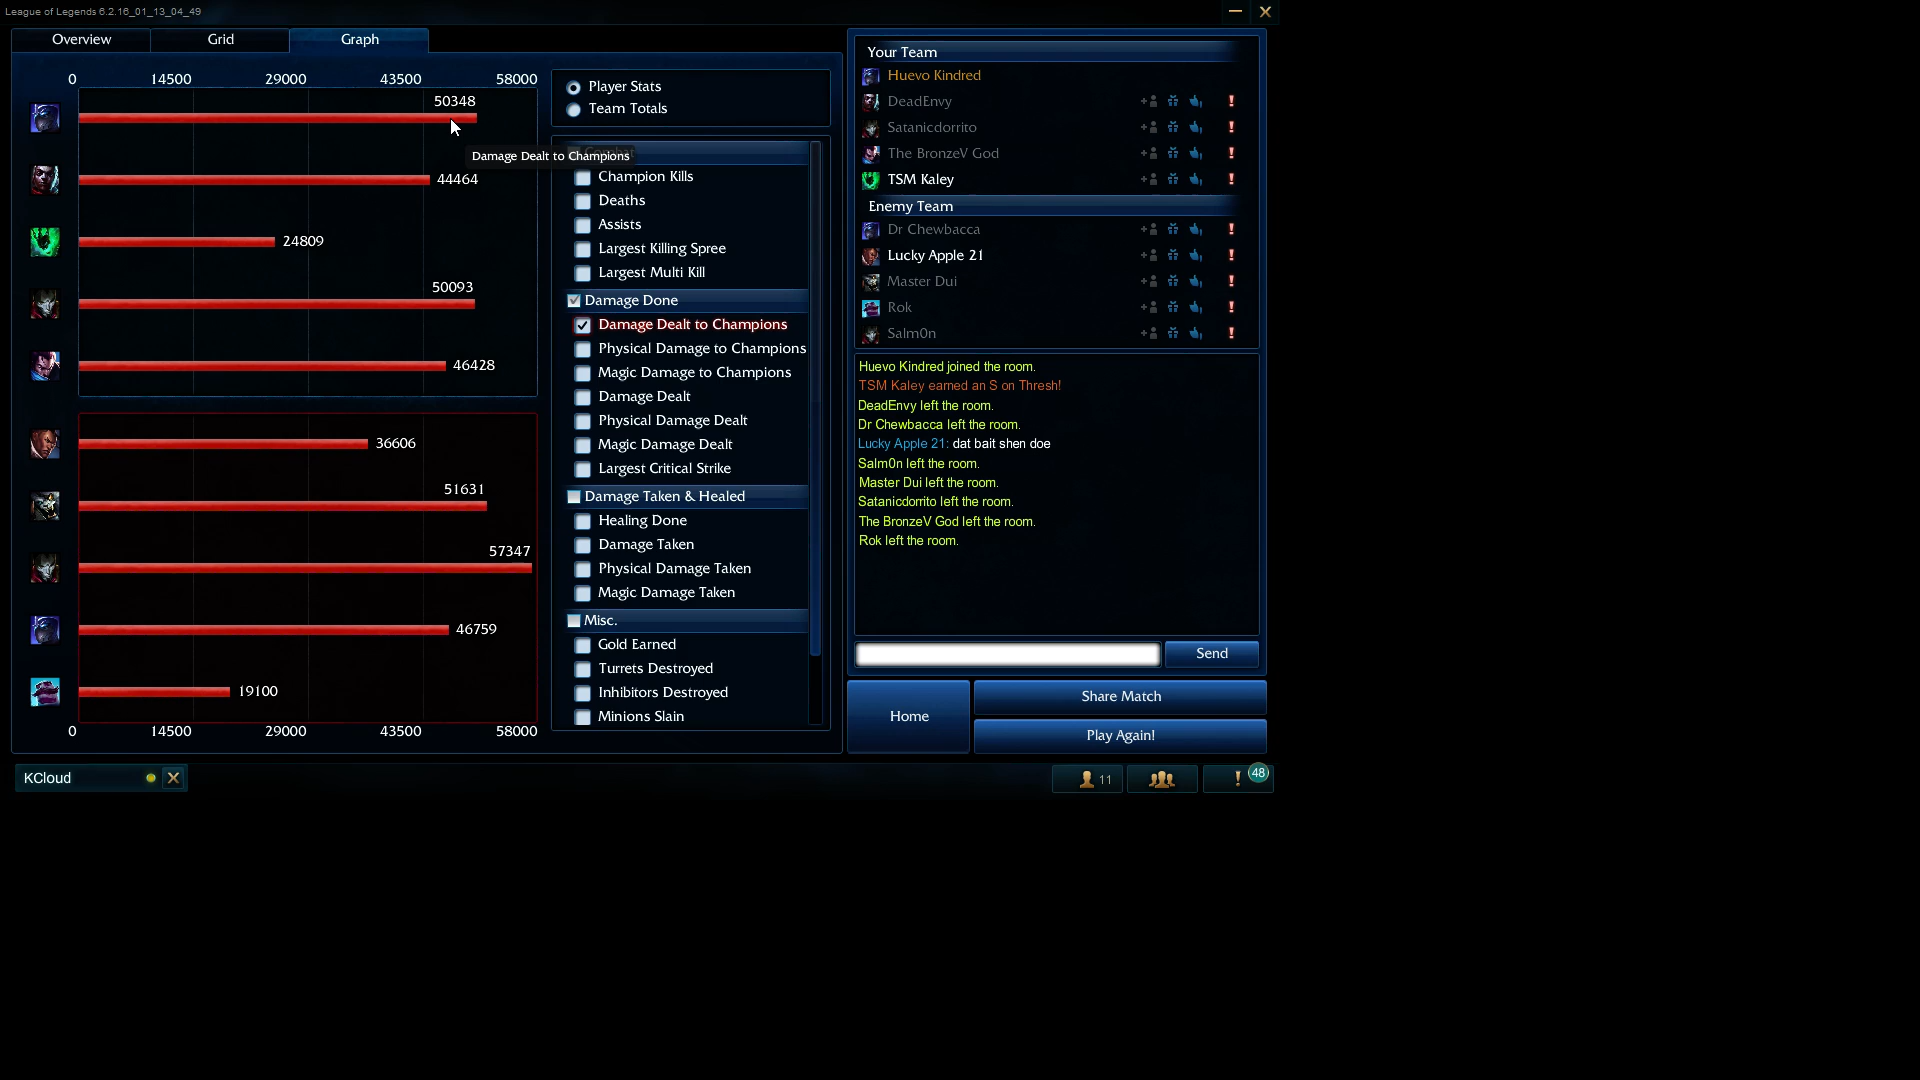 League of Legends 6.2.16_01_13_04_49
Overview
Grid
Graph
0 14500 29000 43500 58000
50348
44464
24809
50093
46428
36606
51631
57347
46759
19100
0 14500 29000 43500 58000
Damage Dealt to Champions
Player Stats
Team Totals
Combat
Champion Kills
Deaths
Assists
Largest Killing Spree
Largest Multi Kill
Damage Done
Damage Dealt to Champions
Physical Damage to Champions
Magic Damage to Champions
Damage Dealt
Physical Damage Dealt
Magic Damage Dealt
Largest Critical Strike
Damage Taken & Healed
Healing Done
Damage Taken
Physical Damage Taken
Magic Damage Taken
Misc.
Gold Earned
Turrets Destroyed
Inhibitors Destroyed
Minions Slain
Your Team
Huevo Kindred
DeadEnvy
Satanicdorrito
The BronzeV God
TSM Kaley
Enemy Team
Dr Chewbacca
Lucky Apple 21
Master Dui
Rok
Salm0n
Huevo Kindred joined the room.
TSM Kaley earned an S on Thresh!
DeadEnvy left the room.
Dr Chewbacca left the room.
Lucky Apple 21: dat bait shen doe
Salm0n left the room.
Master Dui left the room.
Satanicdorrito left the room.
The BronzeV God left the room.
Rok left the room.
Send
Home
Share Match
Play Again!
KCloud
11
48